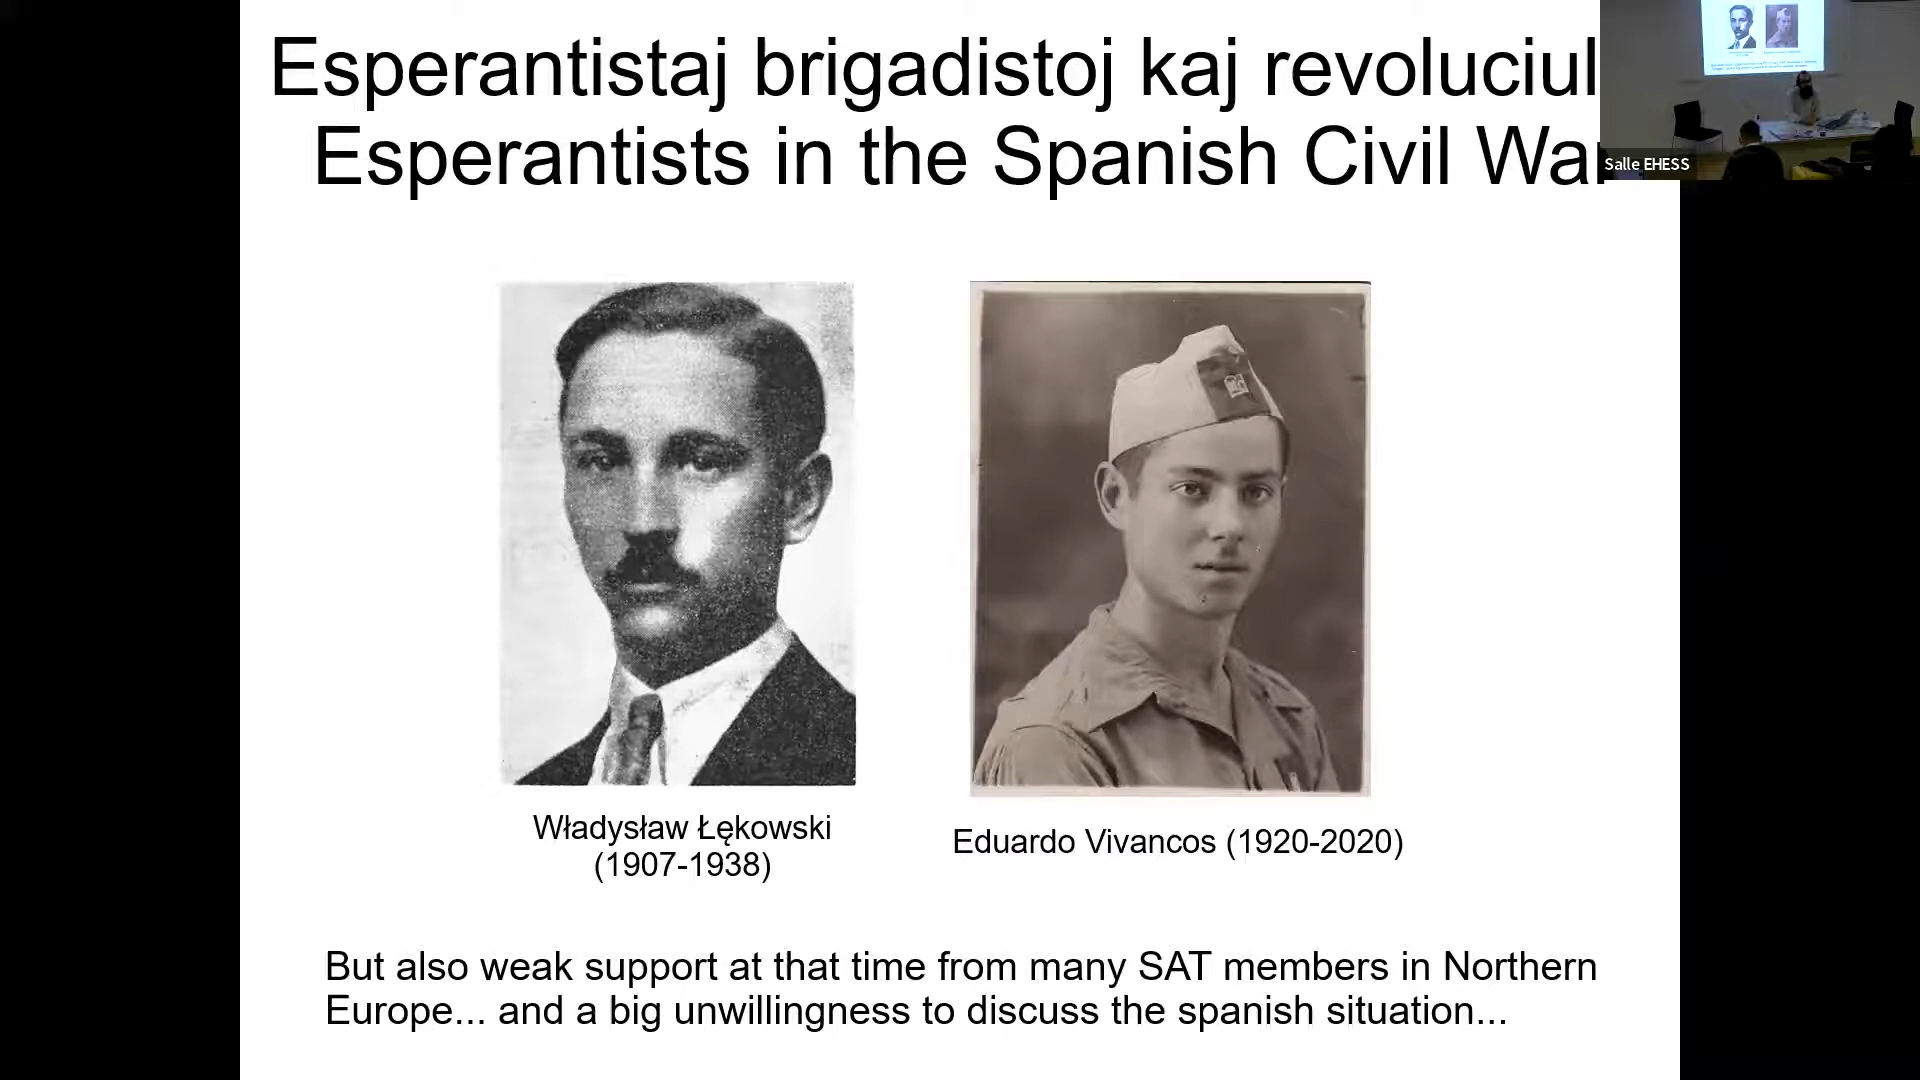 Esperantistaj brigadistoj kaj revoluciul
Esperantists in the Spanish Civil War
Salle EHESS
Władysław Łękowski
(1907-1938)
Eduardo Vivancos (1920-2020)
But also weak support at that time from many SAT members in Northern
Europe... and a big unwillingness to discuss the spanish situation...